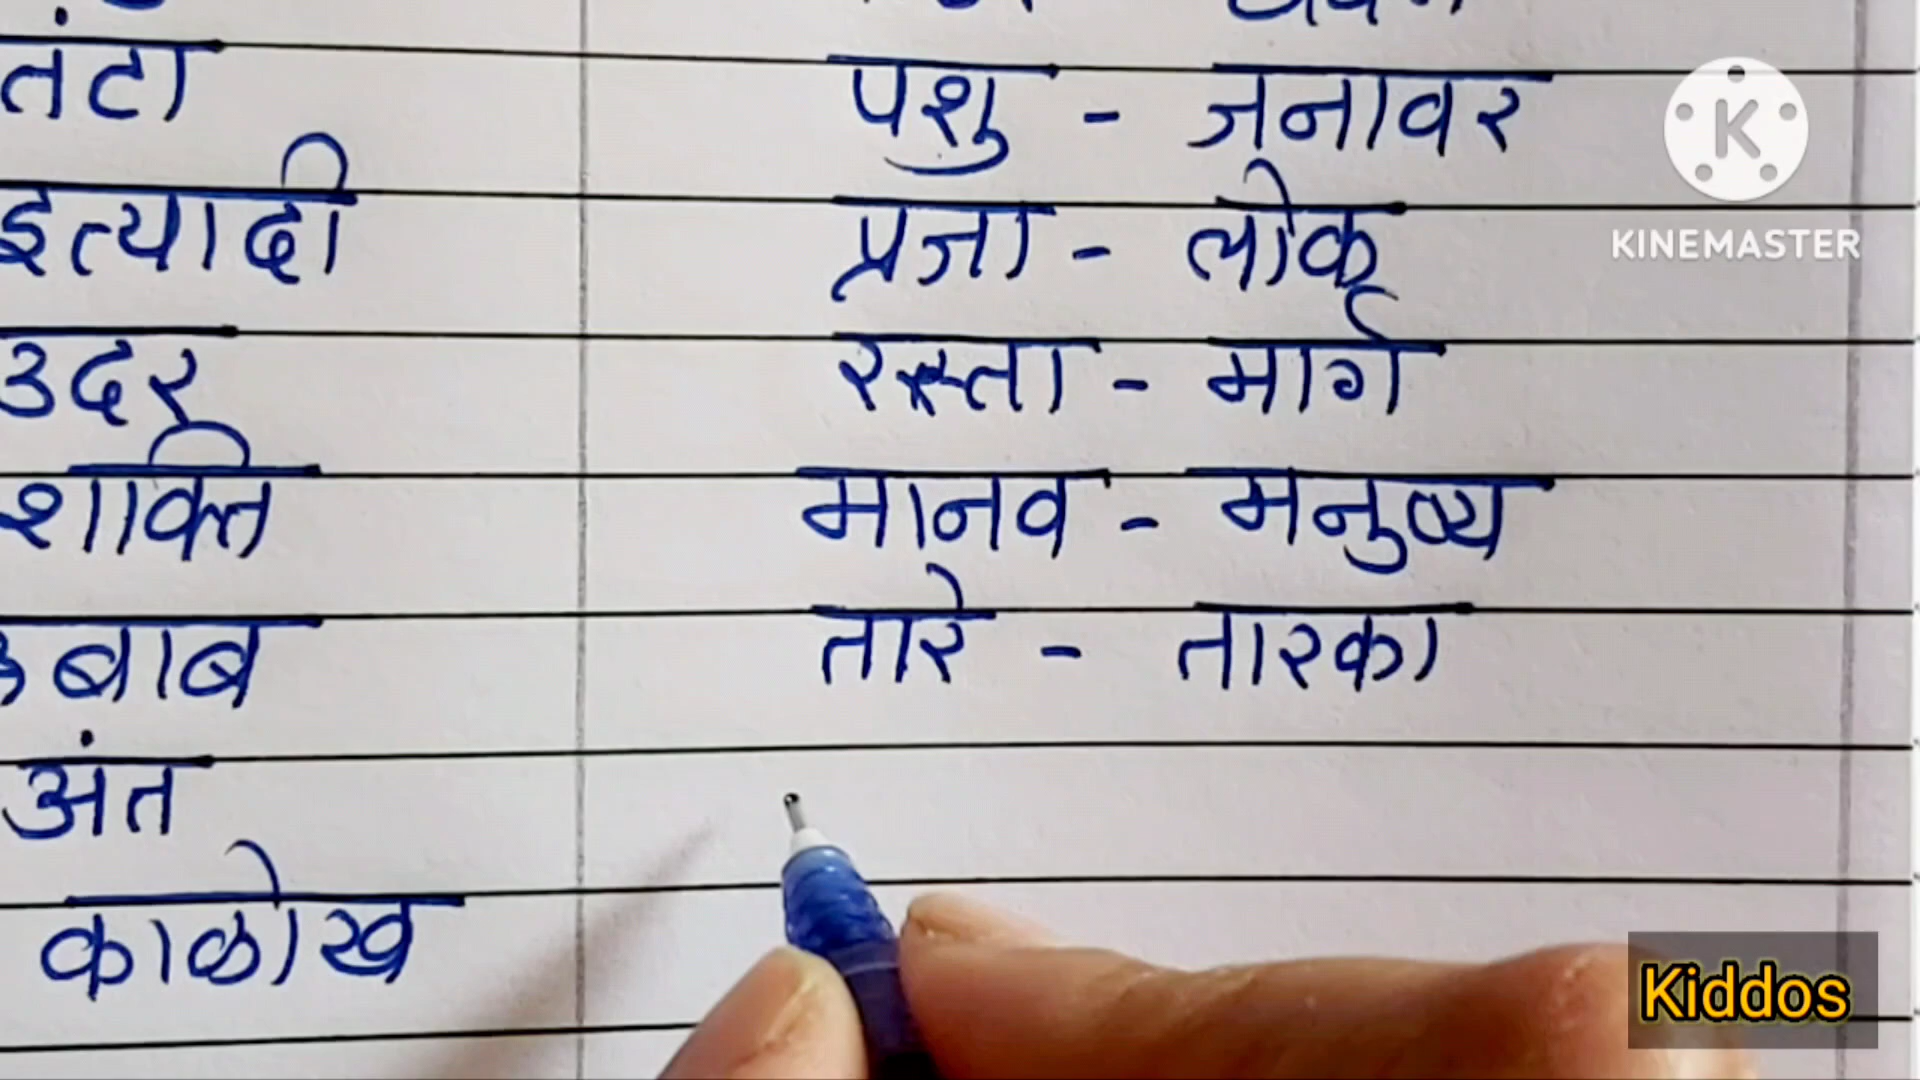 तंटा
इत्यादी
उदर
शक्ति
बाब
अंत
काळोख
पशु - जनावर
प्रजा - लोक
रस्ता - मार्ग
मानव - मनुष्य
तारे - तारका
K
KINEMASTER
Kiddos